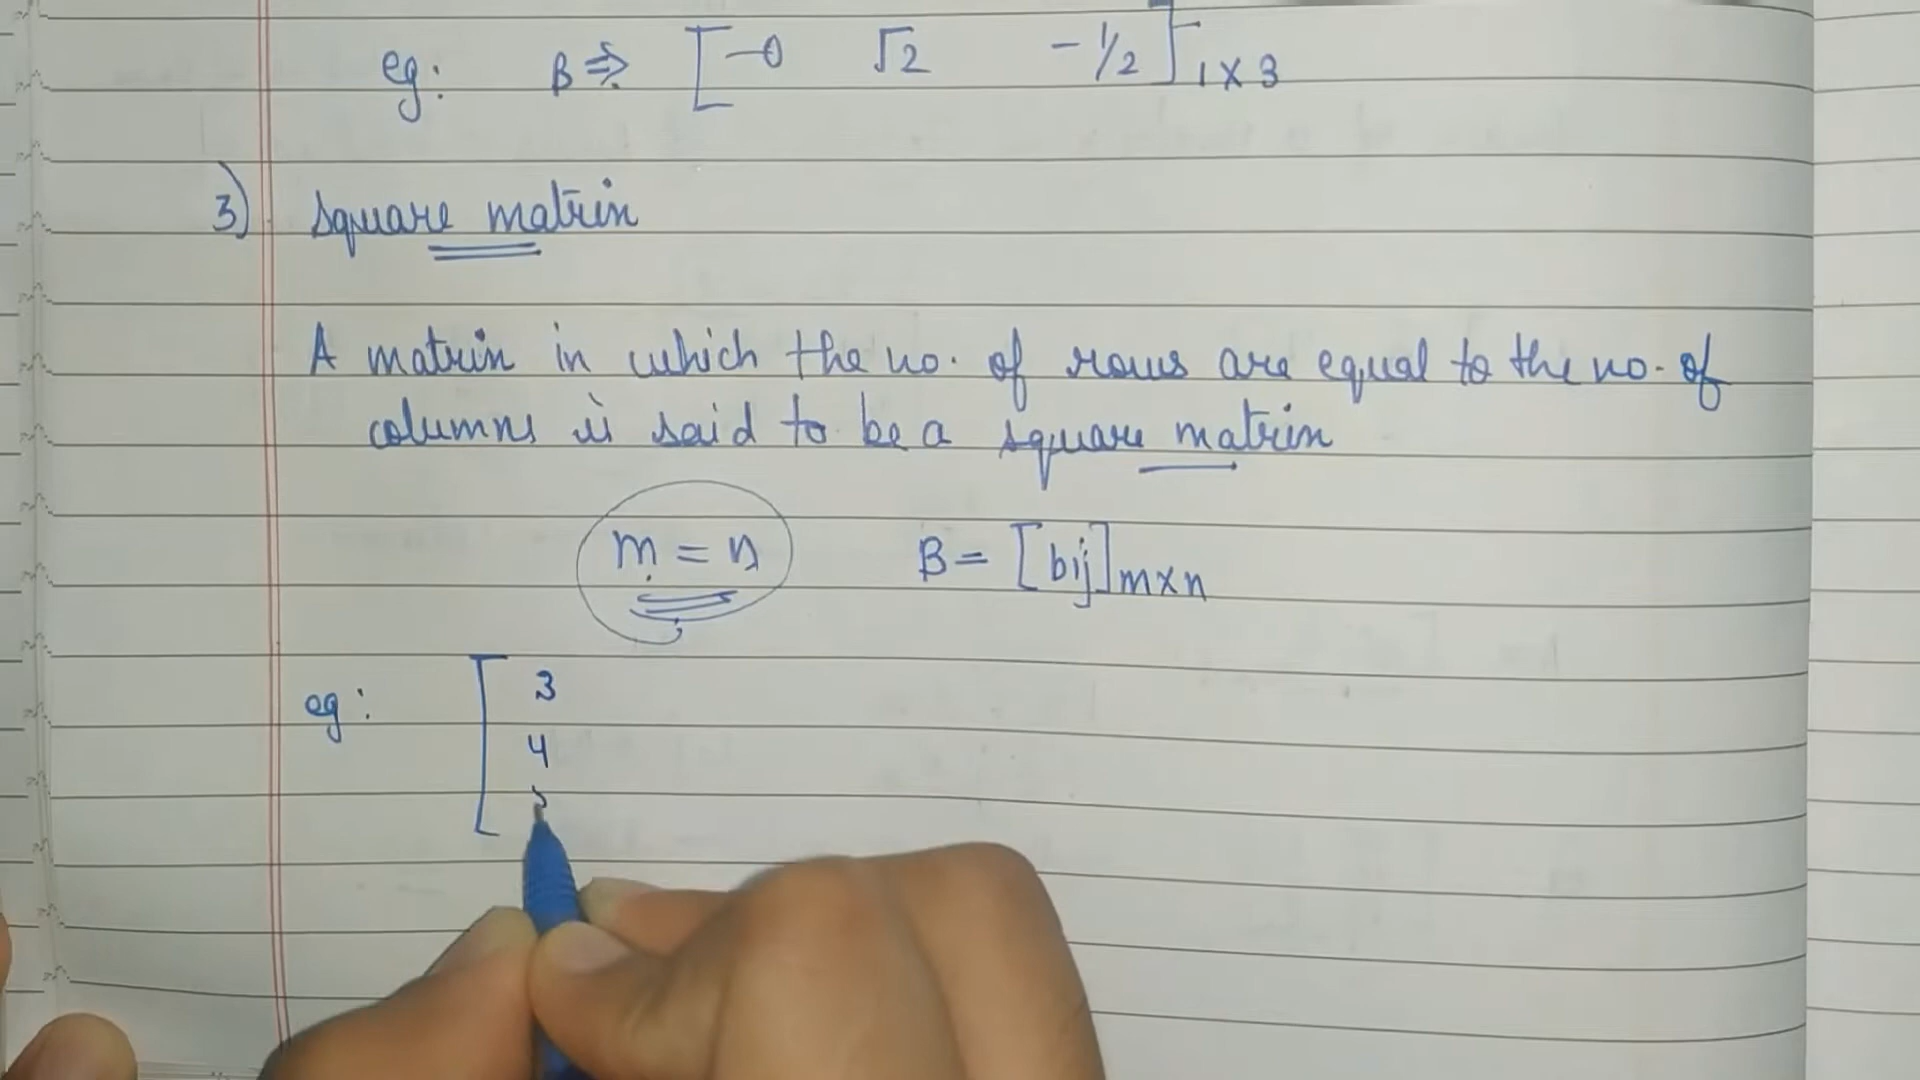 eg: B ⇒ [-0 √2 -1/2] 1 x 3
3) Square matrix
A matrix in which the no. of rows are equal to the no. of
columns is said to be a square matrix
m = n B = [bij] m x n
eg: [ 3
4